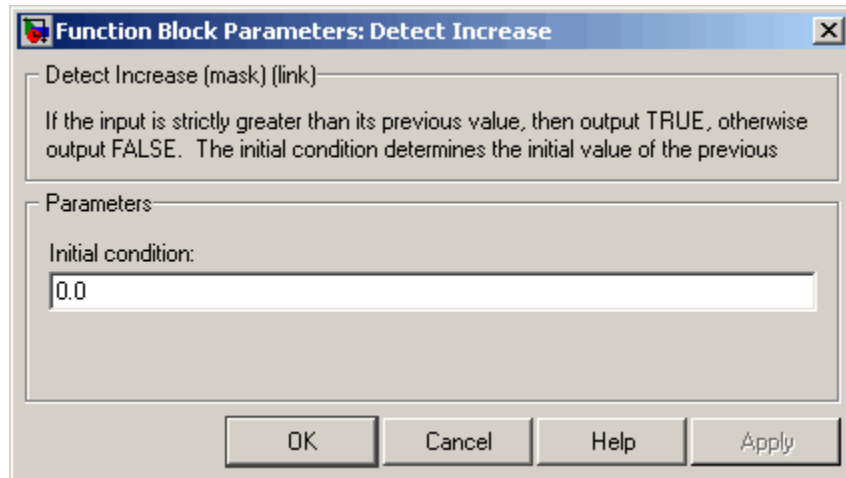 Function Block Parameters: Detect Increase
Detect Increase (mask) (link)
If the input is strictly greater than its previous value, then output TRUE, otherwise
output FALSE.  The initial condition determines the initial value of the previous
Parameters
Initial condition:
0.0
OK Cancel Help Apply